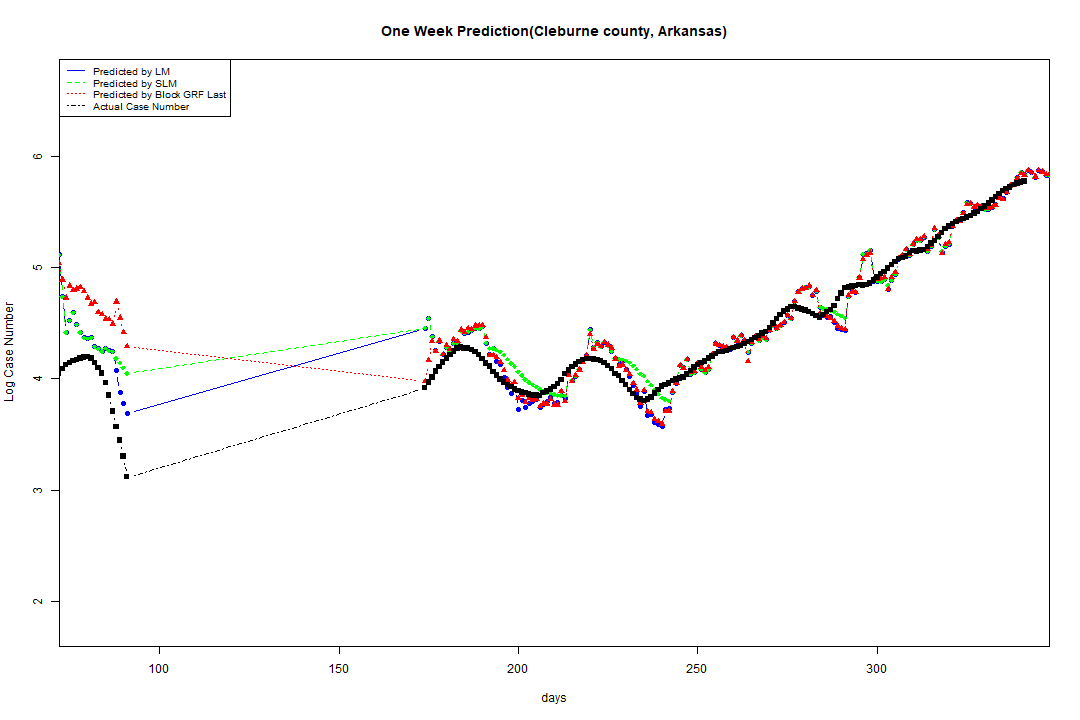 One Week Prediction(Cleburne county, Arkansas)
Predicted by LM
Predicted by SLM
Predicted by Block GRF Last
Actual Case Number
6
5
4
3
2
Log Case Number
100 150 200 250 300
days